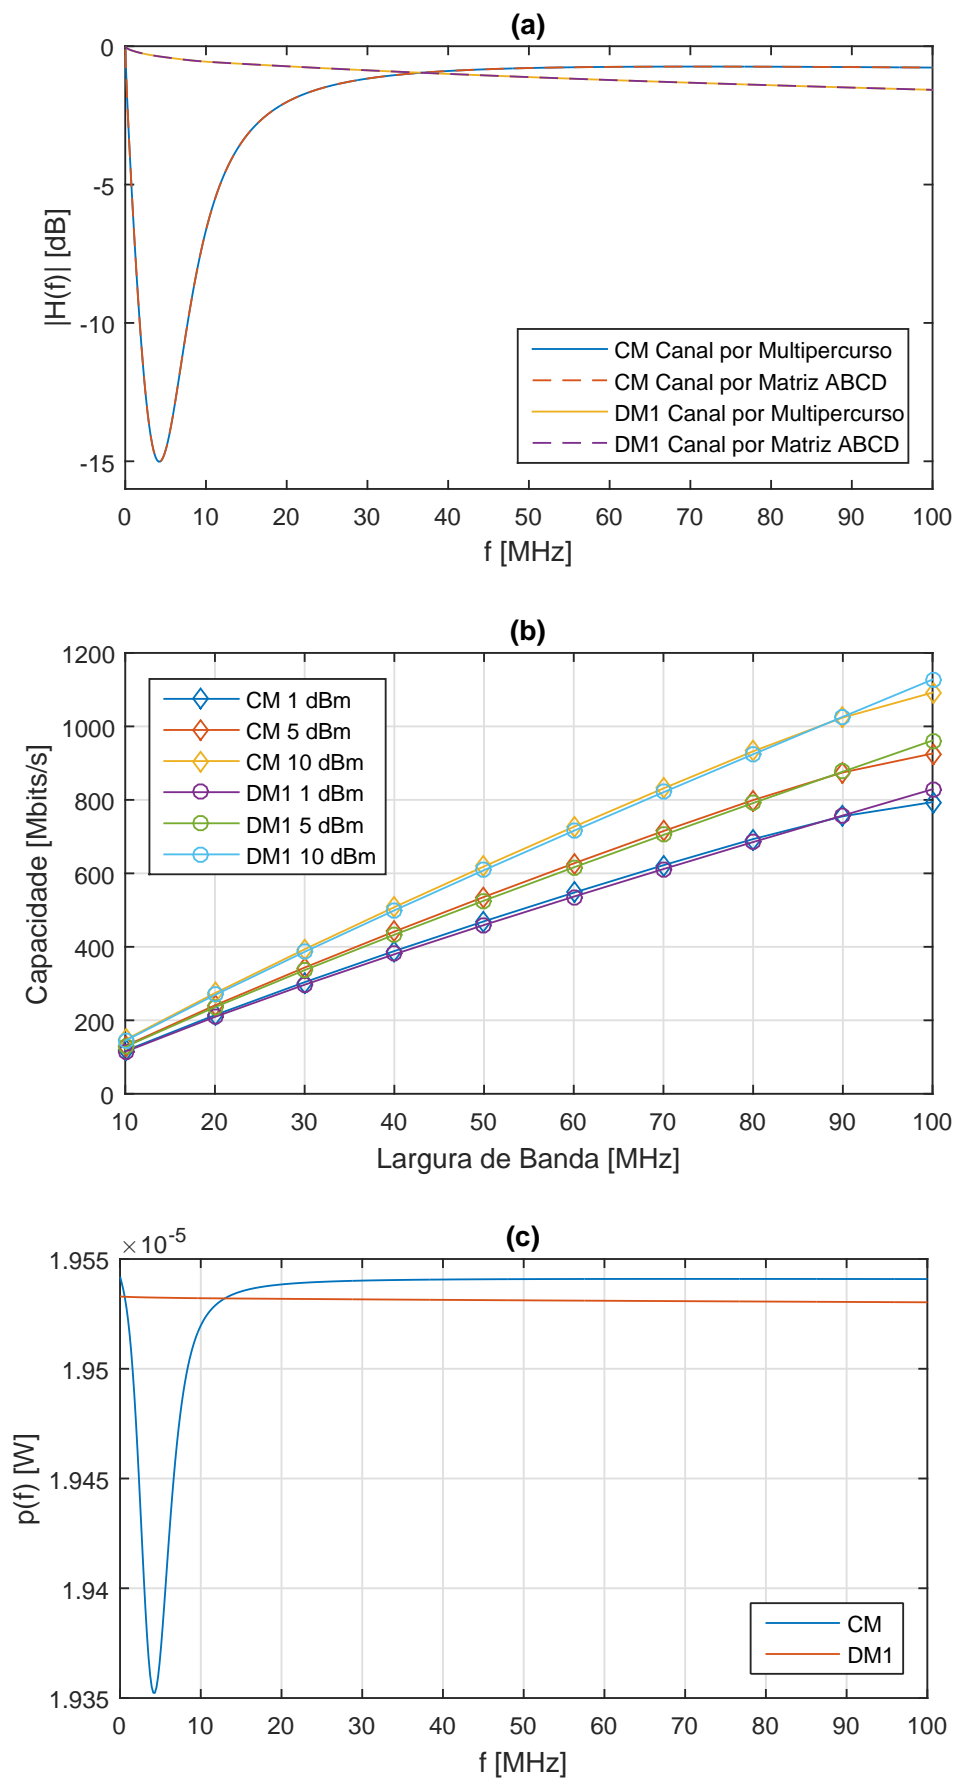 (a)
0
-5
-10
-15
|H(f)| [dB]
CM Canal por Multipercurso
CM Canal por Matriz ABCD
DM1 Canal por Multipercurso
DM1 Canal por Matriz ABCD
0 10 20 30 40 50 60 70 80 90 100
f [MHz]
(b)
1200
1000
800
600
400
200
0
Capacidade [Mbits/s]
CM 1 dBm
CM 5 dBm
CM 10 dBm
DM1 1 dBm
DM1 5 dBm
DM1 10 dBm
10 20 30 40 50 60 70 80 90 100
Largura de Banda [MHz]
(c)
×10⁻⁵
1.955
1.95
1.945
1.94
1.935
p(f) [W]
CM
DM1
0 10 20 30 40 50 60 70 80 90 100
f [MHz]